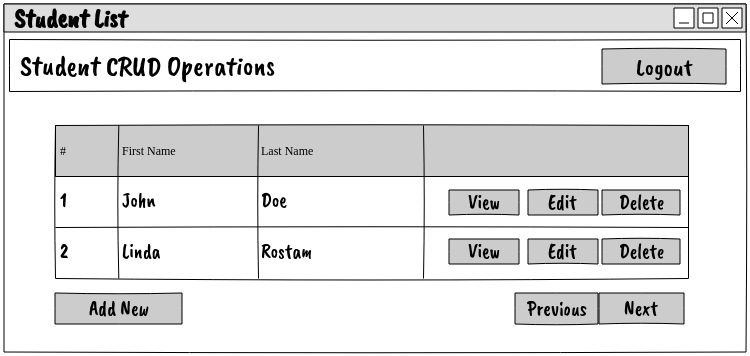 Student List
Student CRUD Operations Logout
# First Name Last Name
1 John Doe View Edit Delete
2 Linda Rostam View Edit Delete
Add New Previous Next